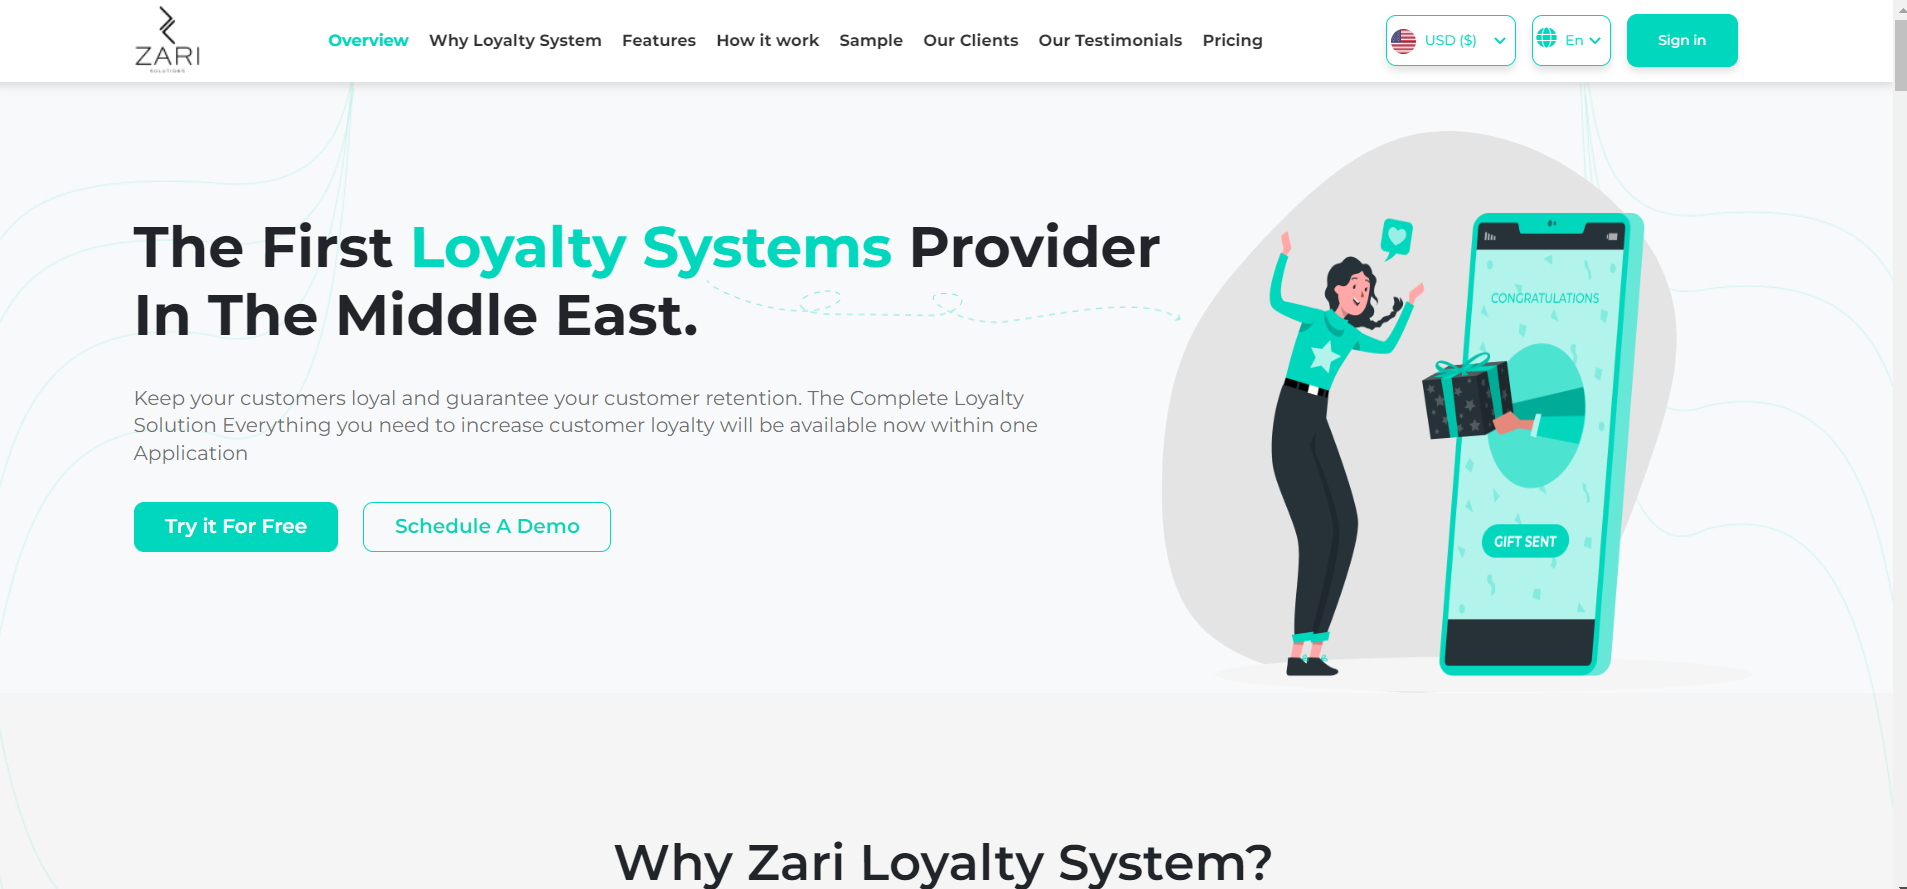 ZARI
SOLUTIONS
Overview
Why Loyalty System
Features
How it work
Sample
Our Clients
Our Testimonials
Pricing
USD ($)
En
Sign in
The First Loyalty Systems Provider
In The Middle East.
Keep your customers loyal and guarantee your customer retention. The Complete Loyalty
Solution Everything you need to increase customer loyalty will be available now within one
Application
Try it For Free
Schedule A Demo
CONGRATULATIONS
GIFT SENT
Why Zari Loyalty System?